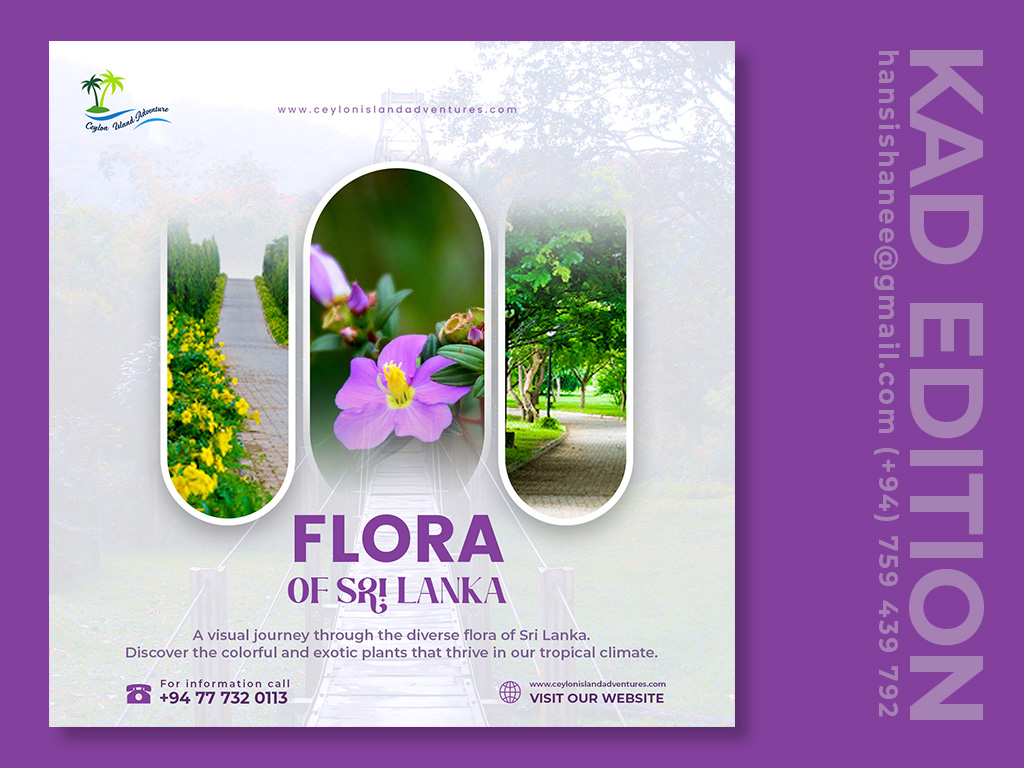 Ceylon Island Adventure
www.ceylonislandadventures.com
FLORA
OF SRI LANKA
A visual journey through the diverse flora of Sri Lanka.
Discover the colorful and exotic plants that thrive in our tropical climate.
For information call
+94 77 732 0113
www.ceylonislandadventures.com
VISIT OUR WEBSITE
KAD EDITION
hansishanee@gmail.com (+94) 759 439 792